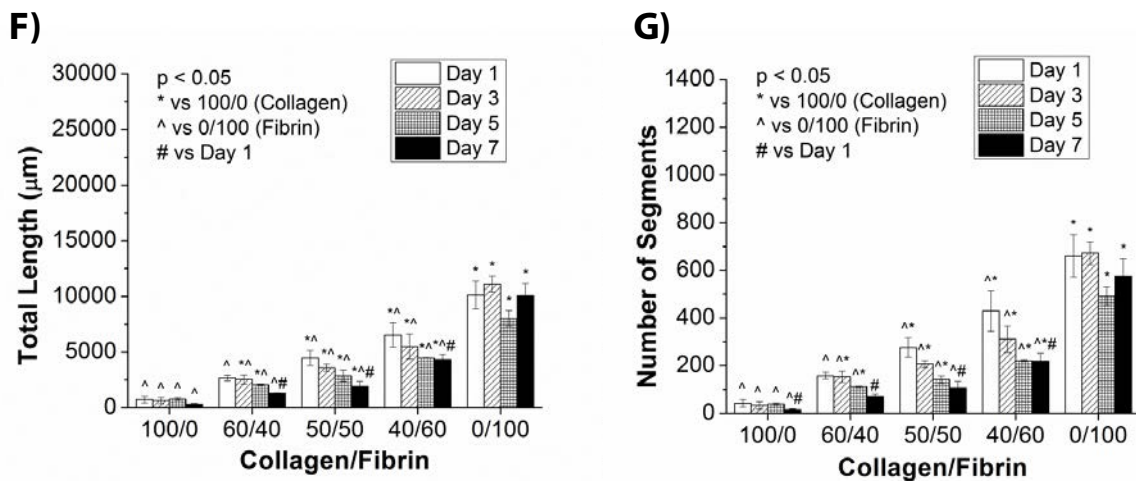 F)
30000
25000
20000
15000
10000
5000
0
Total Length (μm)
p < 0.05
* vs 100/0 (Collagen)
^ vs 0/100 (Fibrin)
# vs Day 1
Day 1
Day 3
Day 5
Day 7
^ ^ ^ ^
^ *^ *^ ^#
*^ *^ *^ *^#
*^ *^ *^ *^#
* * * *
100/0 60/40 50/50 40/60 0/100
Collagen/Fibrin
G)
1400
1200
1000
800
600
400
200
0
Number of Segments
p < 0.05
* vs 100/0 (Collagen)
^ vs 0/100 (Fibrin)
# vs Day 1
Day 1
Day 3
Day 5
Day 7
^ ^ ^ ^#
^ ^* ^* #
^* ^* ^* ^#
^* ^* ^* ^*#
* * * *
100/0 60/40 50/50 40/60 0/100
Collagen/Fibrin